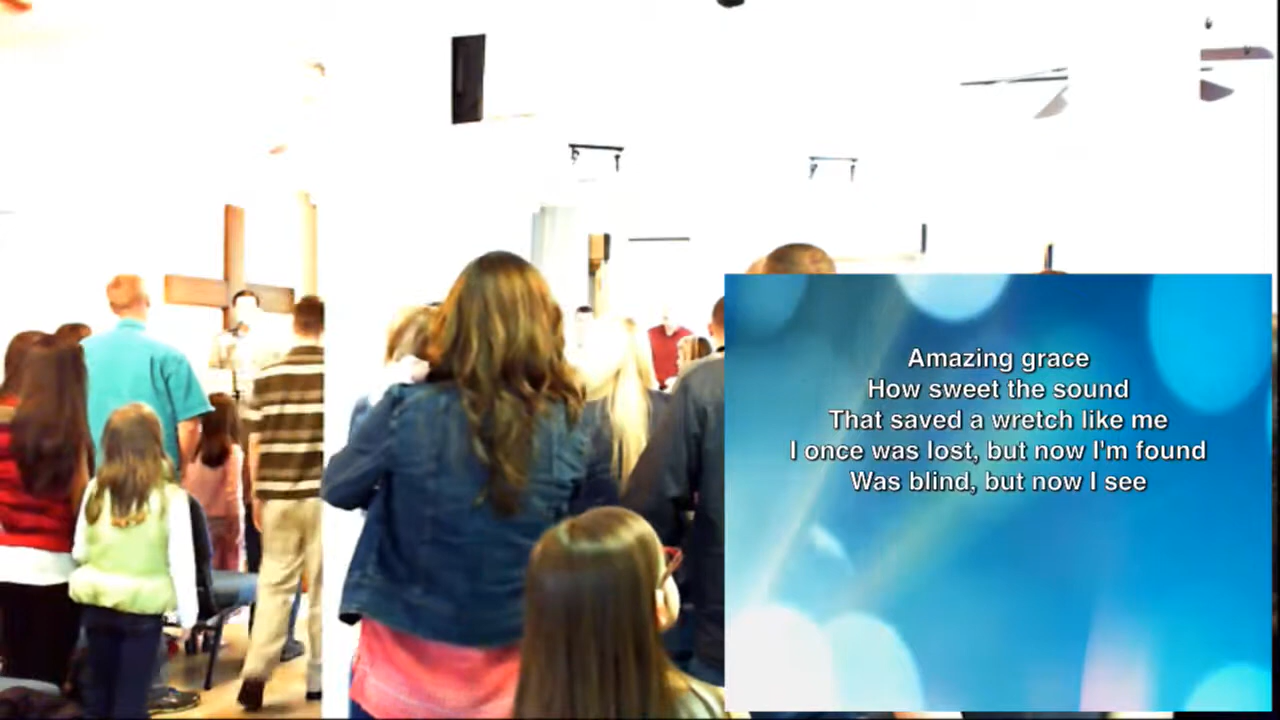 Amazing grace
How sweet the sound
That saved a wretch like me
I once was lost, but now I'm found
Was blind, but now I see